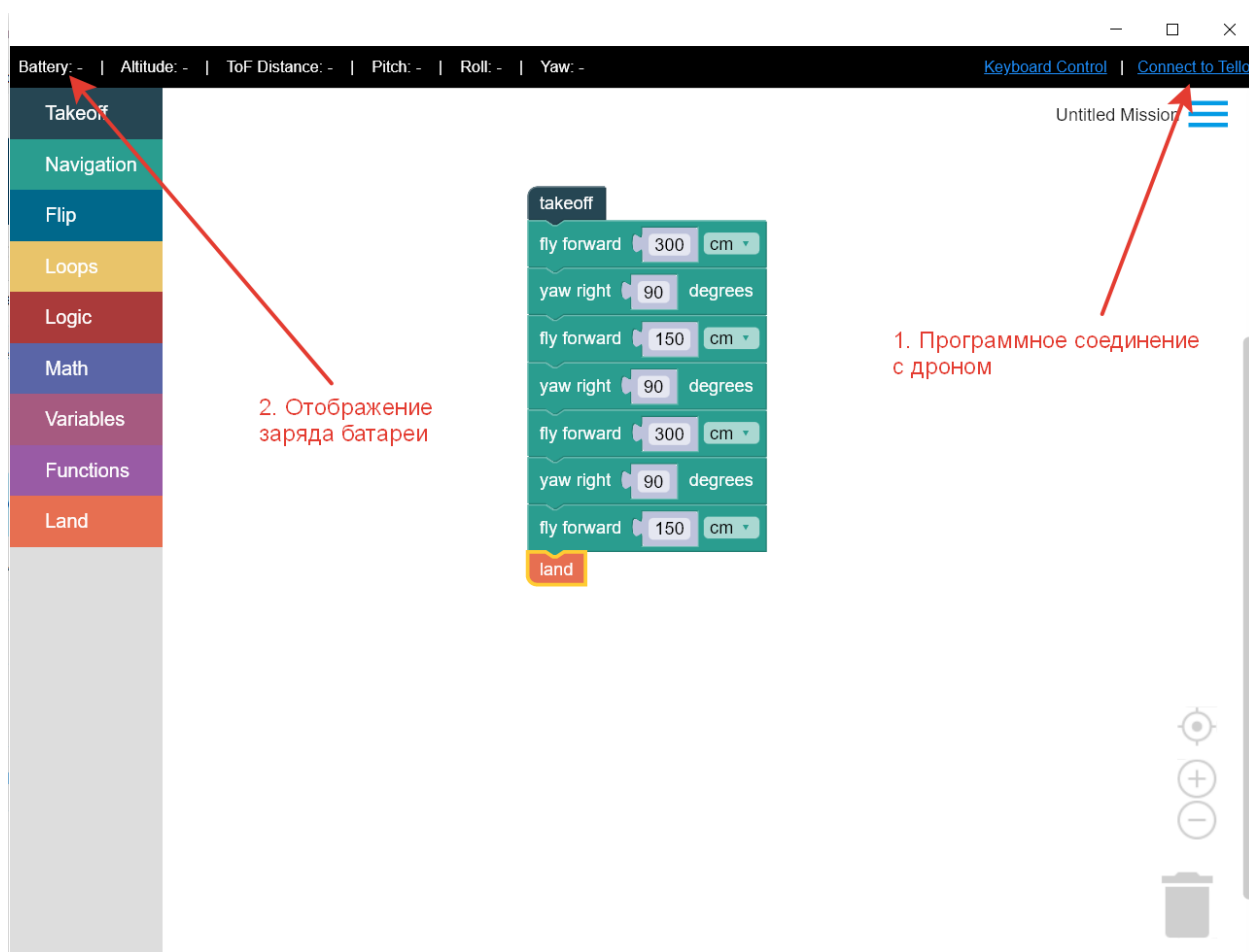 Battery: - | Altitude: - | ToF Distance: - | Pitch: - | Roll: - | Yaw: - Keyboard Control | Connect to Tello
Untitled Mission
Takeoff
Navigation
Flip
Loops
Logic
Math
Variables
Functions
Land
takeoff
fly forward 300 cm
yaw right 90 degrees
fly forward 150 cm
yaw right 90 degrees
fly forward 300 cm
yaw right 90 degrees
fly forward 150 cm
land
1. Программное соединение
с дроном
2. Отображение
заряда батареи